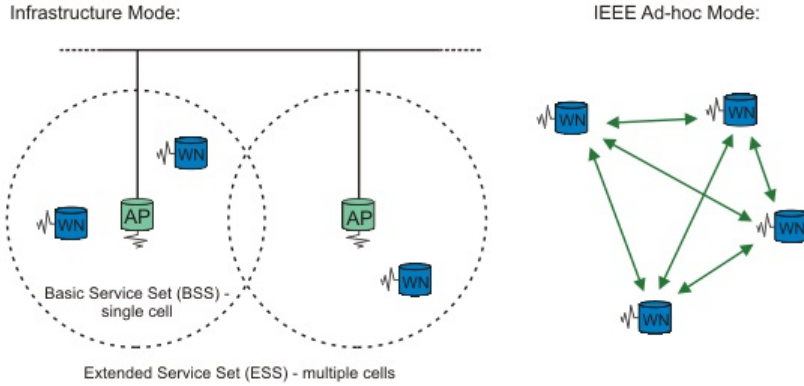 Infrastructure Mode:
IEEE Ad-hoc Mode:
WN
WN
WN
AP
AP
WN
WN
WN
Basic Service Set (BSS) -
single cell
WN
Extended Service Set (ESS) - multiple cells